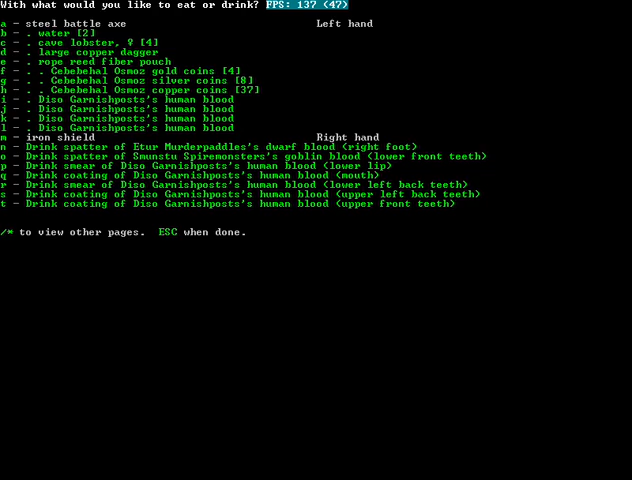 With what would you like to eat or drink? FPS: 137 (47)
a - steel battle axe Left hand
b - . water [2]
c - . cave lobster, ♀ [4]
d - . large copper dagger
e - . rope reed fiber pouch
f - . . Cebebehal Osmoz gold coins [4]
g - . . Cebebehal Osmoz silver coins [8]
h - . . Cebebehal Osmoz copper coins [37]
i - . Diso Garnishposts's human blood
j - . Diso Garnishposts's human blood
k - . Diso Garnishposts's human blood
l - . Diso Garnishposts's human blood
m - iron shield Right hand
n - Drink spatter of Etur Murderpaddles's dwarf blood (right foot)
o - Drink spatter of Smunstu Spiremonsters's goblin blood (lower front teeth)
p - Drink smear of Diso Garnishposts's human blood (lower lip)
q - Drink coating of Diso Garnishposts's human blood (mouth)
r - Drink smear of Diso Garnishposts's human blood (lower left back teeth)
s - Drink coating of Diso Garnishposts's human blood (upper left back teeth)
t - Drink coating of Diso Garnishposts's human blood (upper front teeth)
/* to view other pages. ESC when done.